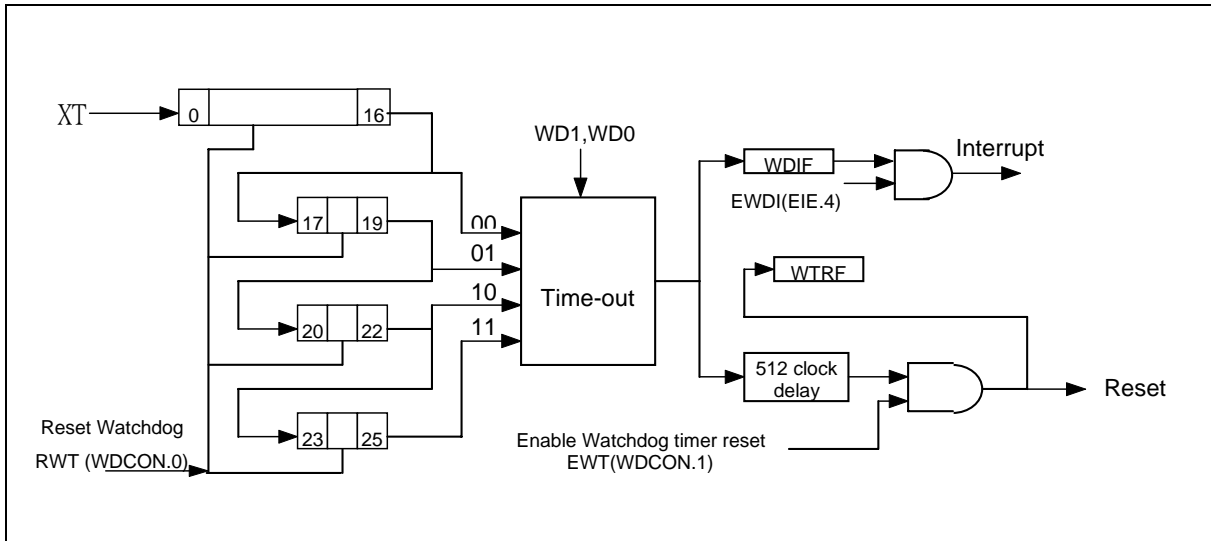 XT
0
16
WD1,WD0
WDIF
Interrupt
EWDI(EIE.4)
17
19
00
01
WTRF
Time-out
20
22
10
11
512 clock
delay
Reset
23
25
Reset Watchdog
RWT (WDCON.0)
Enable Watchdog timer reset
EWT(WDCON.1)